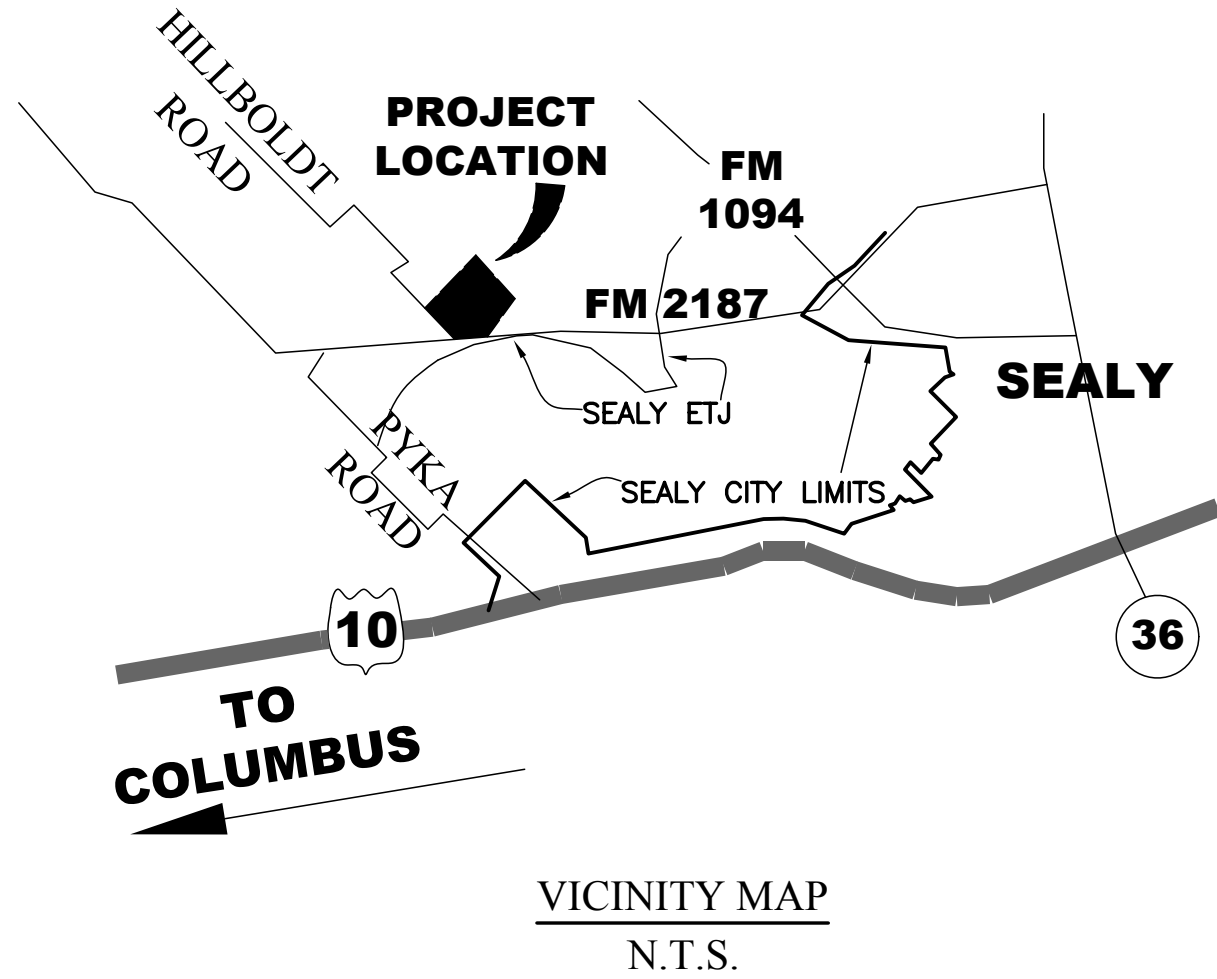 HILLBOLDT
ROAD
PROJECT
LOCATION
FM
1094
FM 2187
SEALY
SEALY ETJ
PYKA
ROAD
SEALY CITY LIMITS
10
36
TO
COLUMBUS
VICINITY MAP
N.T.S.